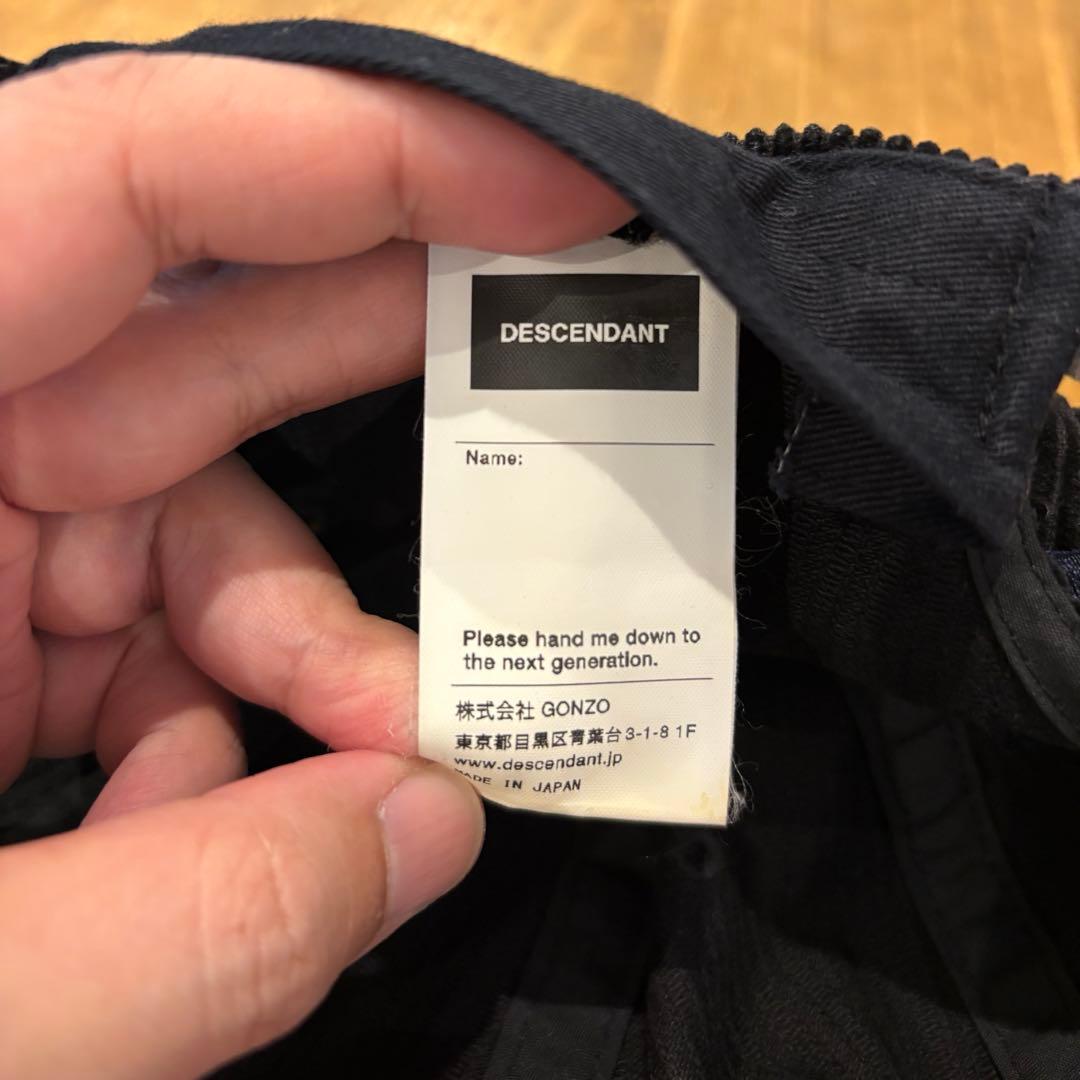 DESCENDANT
Name:
Please hand me down to
the next generation.
株式会社 GONZO
東京都目黒区青葉台3-1-8 1F
www.descendant.jp
MADE IN JAPAN